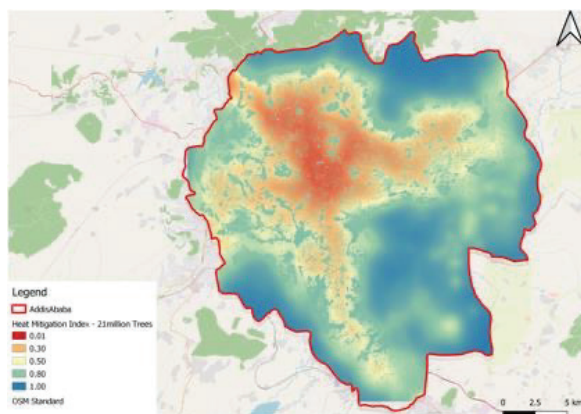 Legend
AddisAbaba
Heat Mitigation Index - 21million Trees
0.01
0.30
0.50
0.80
1.00
OSM Standard
0 2.5 5 km